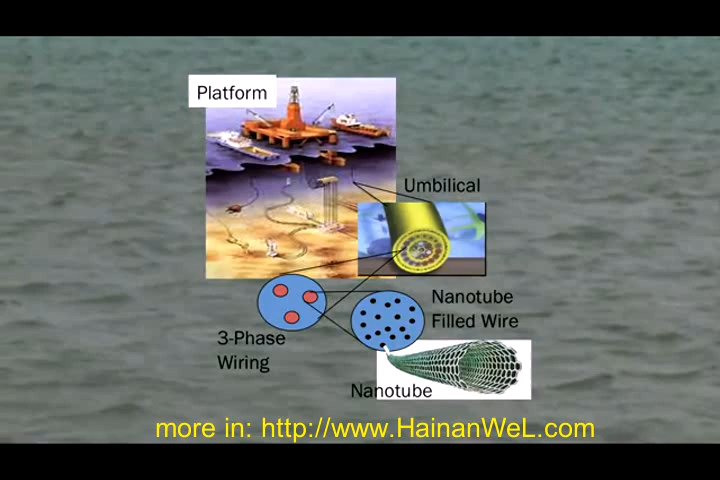 Platform
Umbilical
Nanotube
Filled Wire
3-Phase
Wiring
Nanotube
more in: http://www.HainanWeL.com